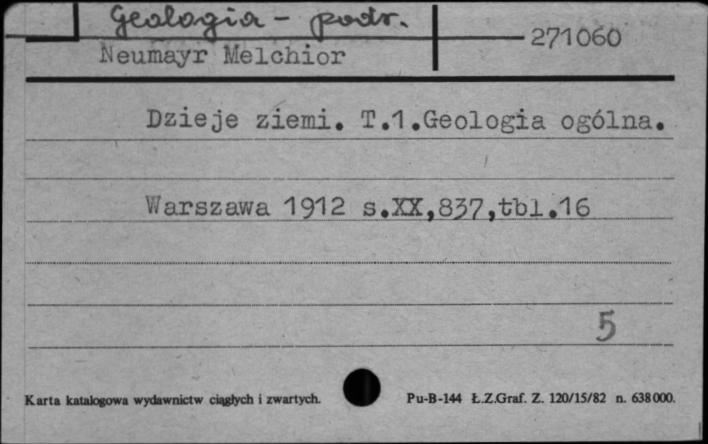 Geologia - podr.
271060
Neumayr Melchior
Dzieje ziemi. T.1.Geologia ogólna.
Warszawa 1912 s.XX,837,tbl.16
5
Karta katalogowa wydawnictw ciągłych i zwartych. Pu-B-144 Ł.Z.Graf. Z. 120/15/82 n. 638000.